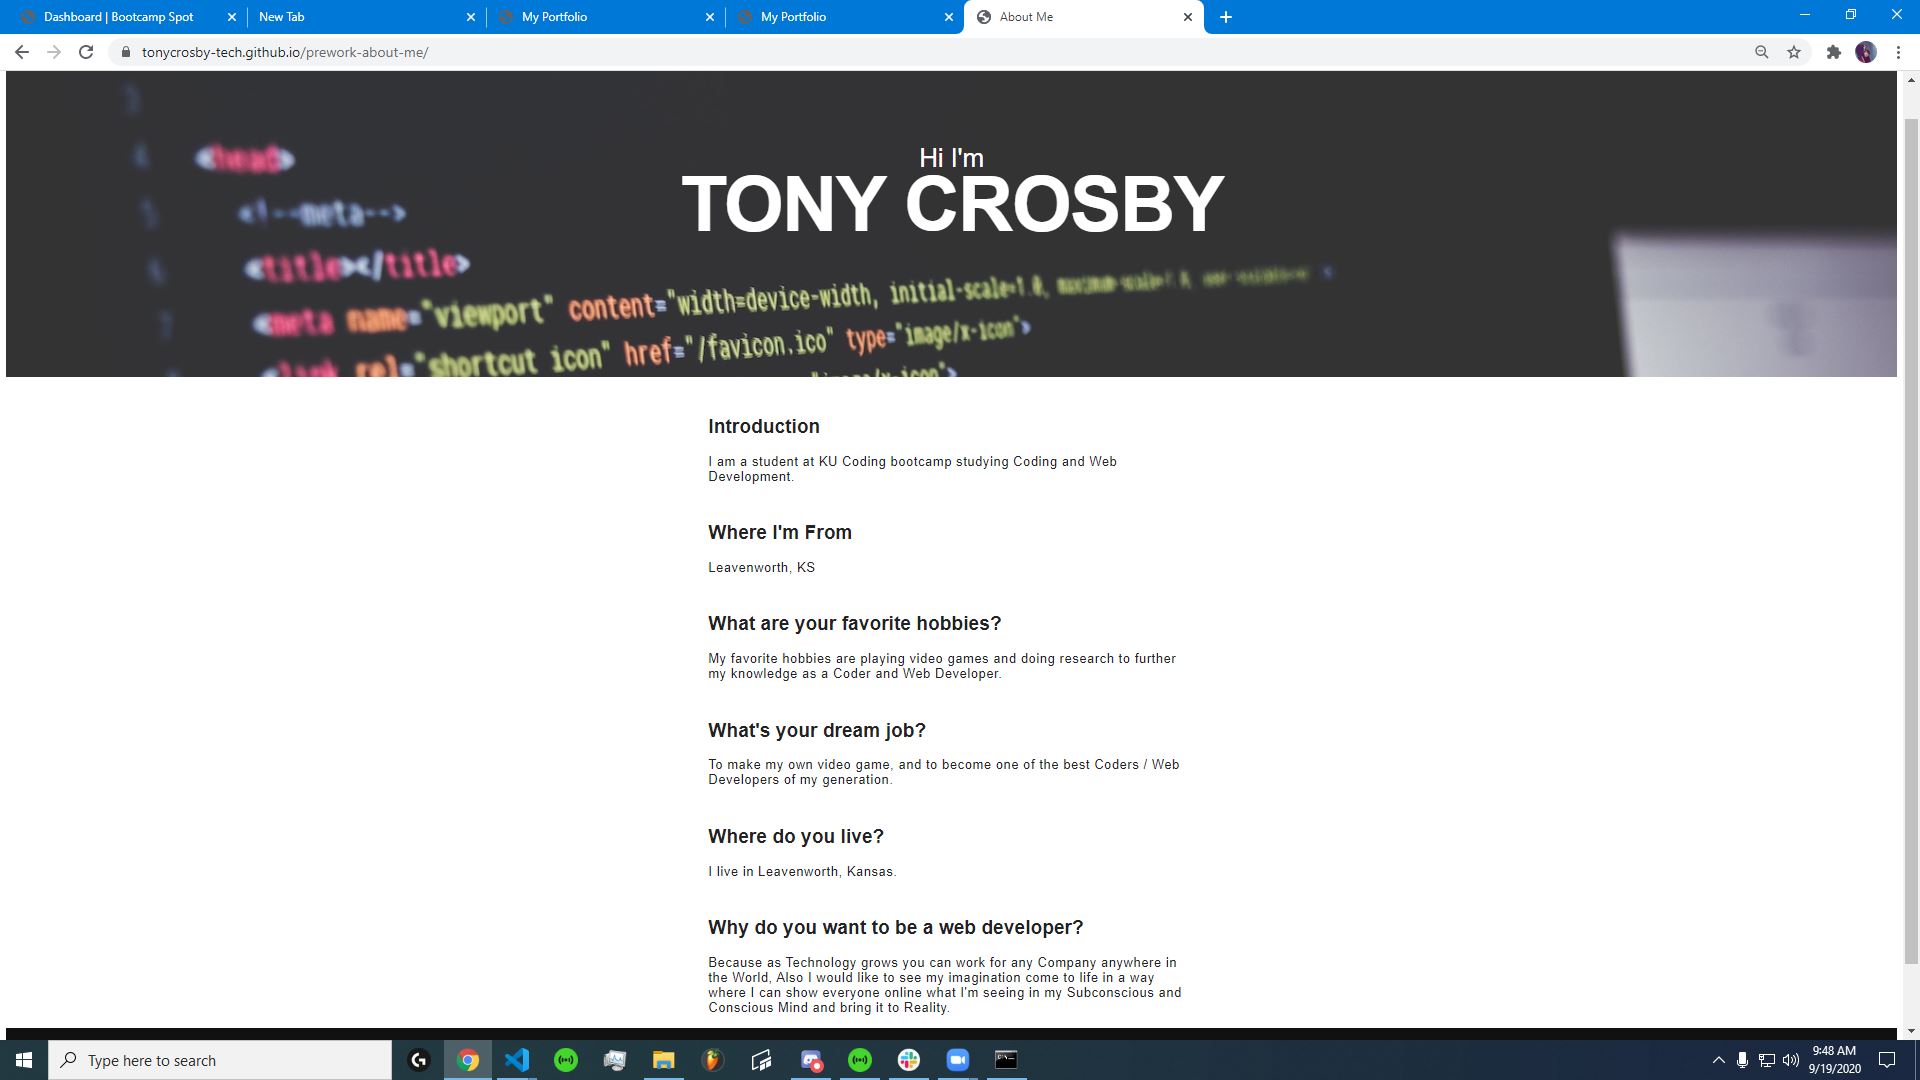 Dashboard | Bootcamp Spot
New Tab
My Portfolio
My Portfolio
About Me
tonycrosby-tech.github.io/prework-about-me/
<head>
<!--meta-->
<title></title>
<meta name="viewport" content="width=device-width, initial-scale=1.0,
<link rel="shortcut icon" href="/favicon.ico" type="image/x-icon">
"image/x-icon">
Hi I'm
TONY CROSBY
Introduction
I am a student at KU Coding bootcamp studying Coding and Web
Development.
Where I'm From
Leavenworth, KS
What are your favorite hobbies?
My favorite hobbies are playing video games and doing research to further
my knowledge as a Coder and Web Developer.
What's your dream job?
To make my own video game, and to become one of the best Coders / Web
Developers of my generation.
Where do you live?
I live in Leavenworth, Kansas.
Why do you want to be a web developer?
Because as Technology grows you can work for any Company anywhere in
the World, Also I would like to see my imagination come to life in a way
where I can show everyone online what I'm seeing in my Subconscious and
Conscious Mind and bring it to Reality.
Type here to search
9:48 AM
9/19/2020